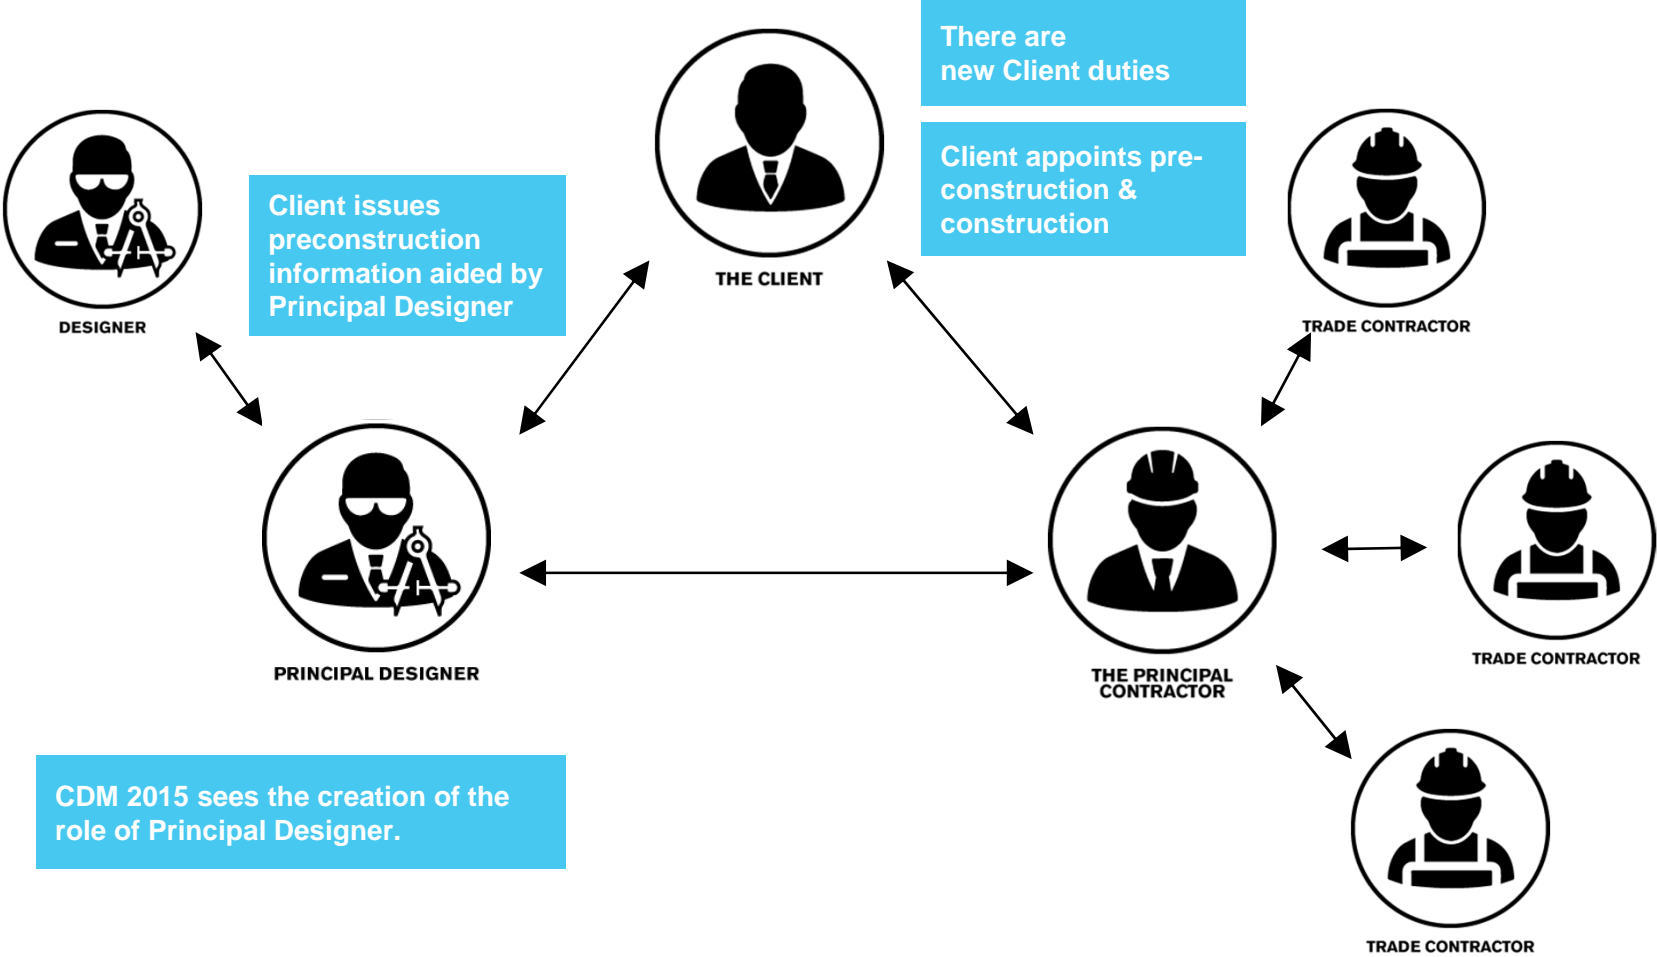 There are
new Client duties
Client appoints pre-
construction &
construction
Client issues
preconstruction
information aided by
Principal Designer
THE CLIENT
DESIGNER
TRADE CONTRACTOR
PRINCIPAL DESIGNER
THE PRINCIPAL
CONTRACTOR
TRADE CONTRACTOR
CDM 2015 sees the creation of the
role of Principal Designer.
TRADE CONTRACTOR